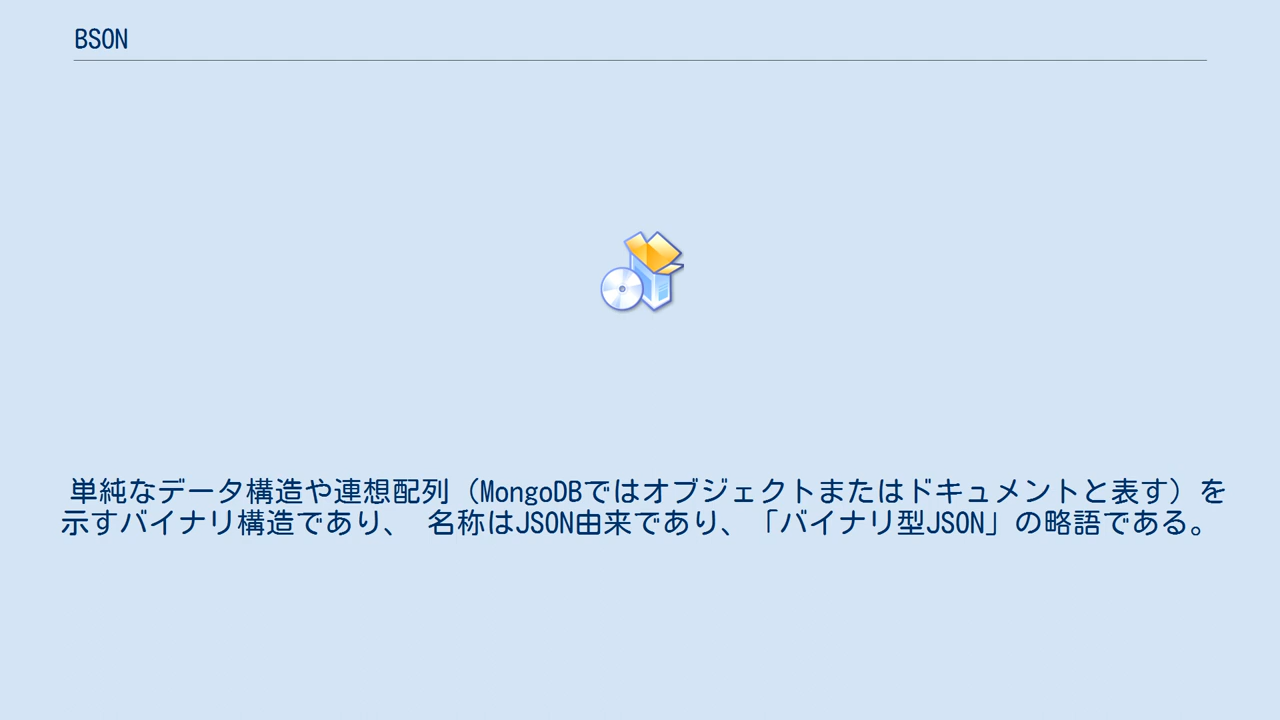 BSON
単純なデータ構造や連想配列（MongoDBではオブジェクトまたはドキュメントと表す）を
示すバイナリ構造であり、 名称はJSON由来であり、「バイナリ型JSON」の略語である。